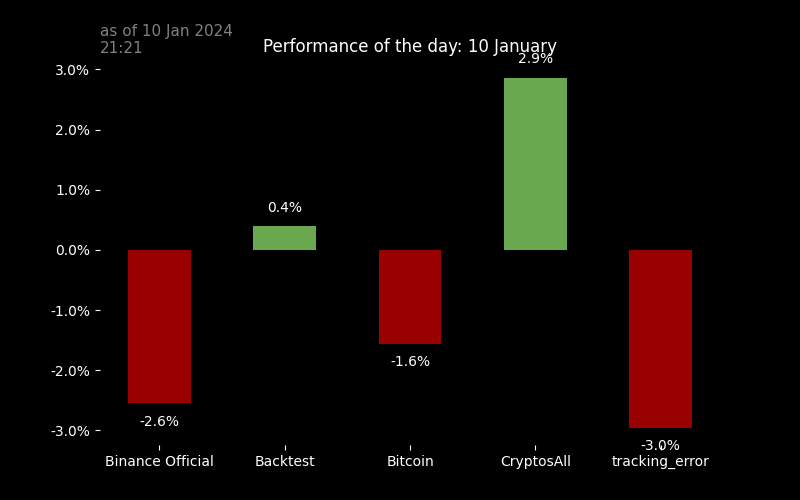 as of 10 Jan 2024
21:21
Performance of the day: 10 January
3.0%
2.0%
1.0%
0.0%
-1.0%
-2.0%
-3.0%
-2.6%
0.4%
-1.6%
2.9%
-3.0%
Binance Official
Backtest
Bitcoin
CryptosAll
tracking_error